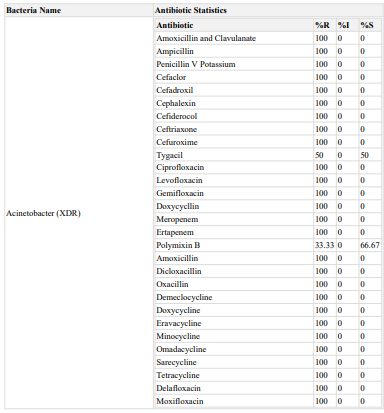 Bacteria Name Antibiotic Statistics
Antibiotic %R %I %S
Amoxicillin and Clavulanate 100 0 0
Ampicillin 100 0 0
Penicillin V Potassium 100 0 0
Cefaclor 100 0 0
Cefadroxil 100 0 0
Cephalexin 100 0 0
Cefiderocol 100 0 0
Ceftriaxone 100 0 0
Cefuroxime 100 0 0
Tygacil 50 0 50
Ciprofloxacin 100 0 0
Levofloxacin 100 0 0
Gemifloxacin 100 0 0
Doxycycllin 100 0 0
Acinetobacter (XDR) Meropenem 100 0 0
Ertapenem 100 0 0
Polymixin B 33.33 0 66.67
Amoxicillin 100 0 0
Dicloxacillin 100 0 0
Oxacillin 100 0 0
Demeclocycline 100 0 0
Doxycycline 100 0 0
Eravacycline 100 0 0
Minocycline 100 0 0
Omadacycline 100 0 0
Sarecycline 100 0 0
Tetracycline 100 0 0
Delafloxacin 100 0 0
Moxifloxacin 100 0 0